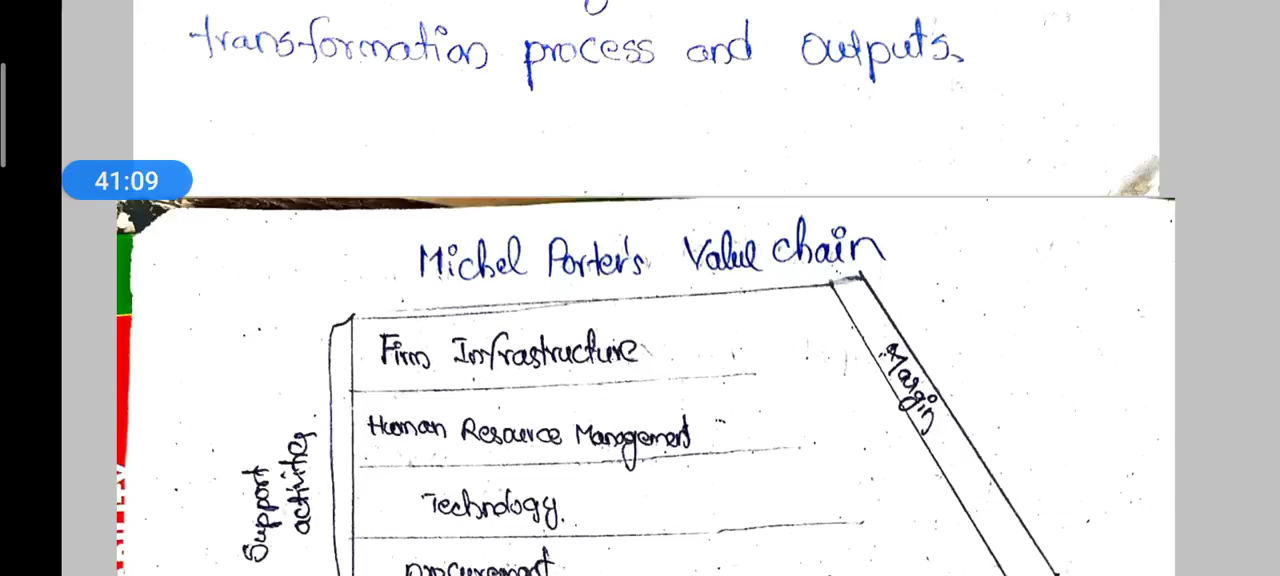 transformation process and outputs.
41:09
Michel Porter's Value chain
Firm Infrastructure
Margin
Human Resource Management
Support
activities
Technology.
procurement